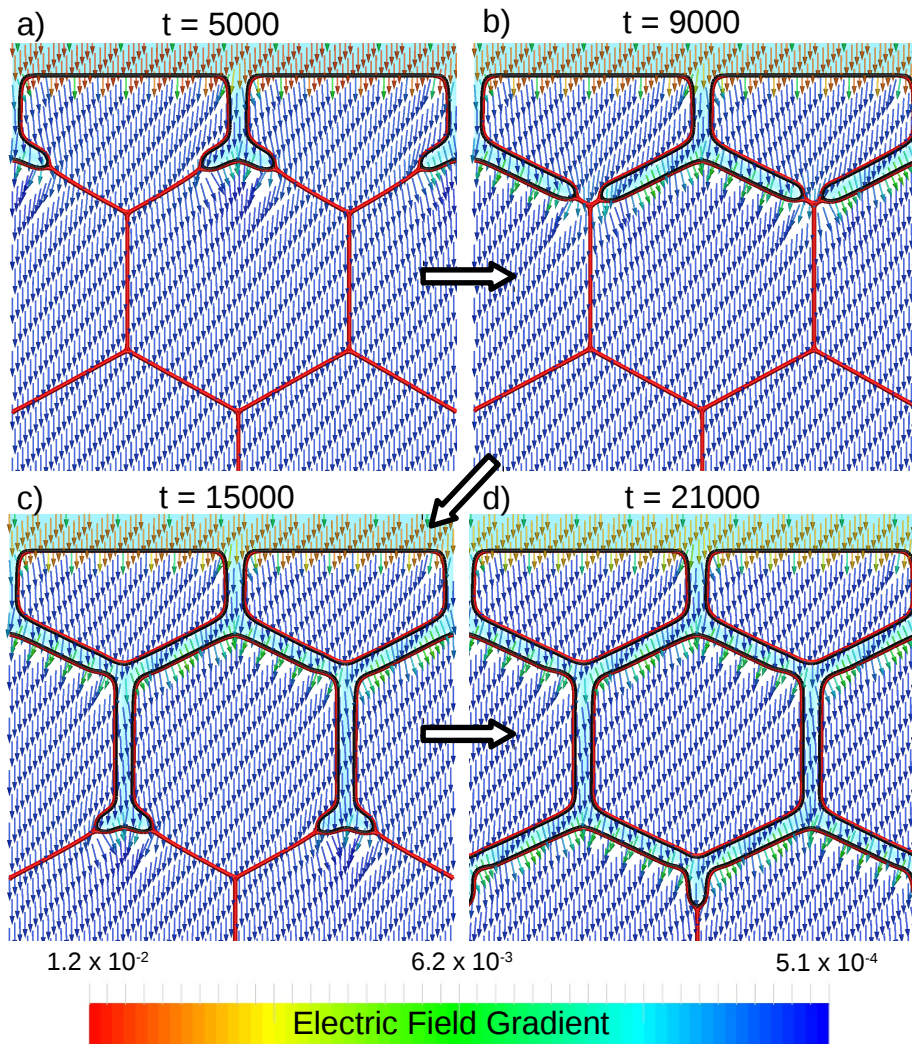 a) t = 5000
b) t = 9000
c) t = 15000
d) t = 21000
1.2 x 10⁻² 6.2 x 10⁻³ 5.1 x 10⁻⁴
Electric Field Gradient